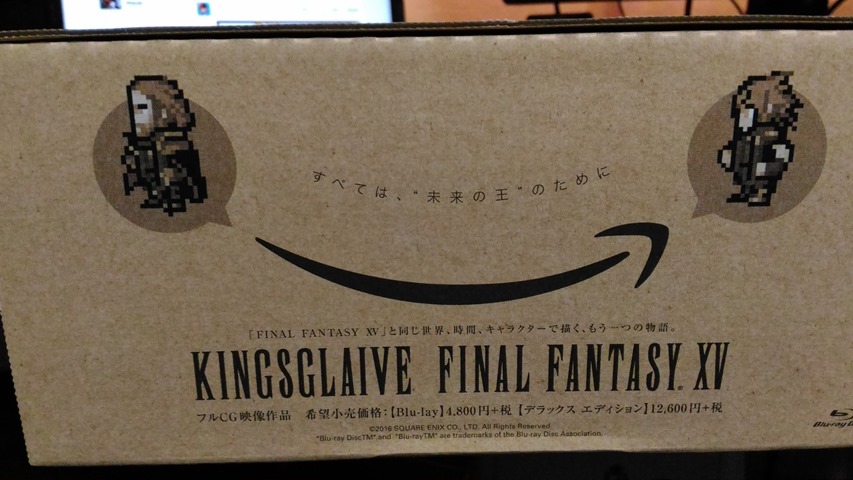 すべては、“未来の王”のために
『FINAL FANTASY XV』と同じ世界、時間、キャラクターで描く、もう一つの物語。
KINGSGLAIVE FINAL FANTASY® XV
フルCG映像作品 希望小売価格:【Blu-lay】4,800円+税 【デラックス エディション】12,600円+税
©2016 SQUARE ENIX CO., LTD. All Rights Reserved
"Blu-ray DiscTM" and "Blu-rayTM" are trademarks of the Blu-ray Disc Association.
Blu-ray D